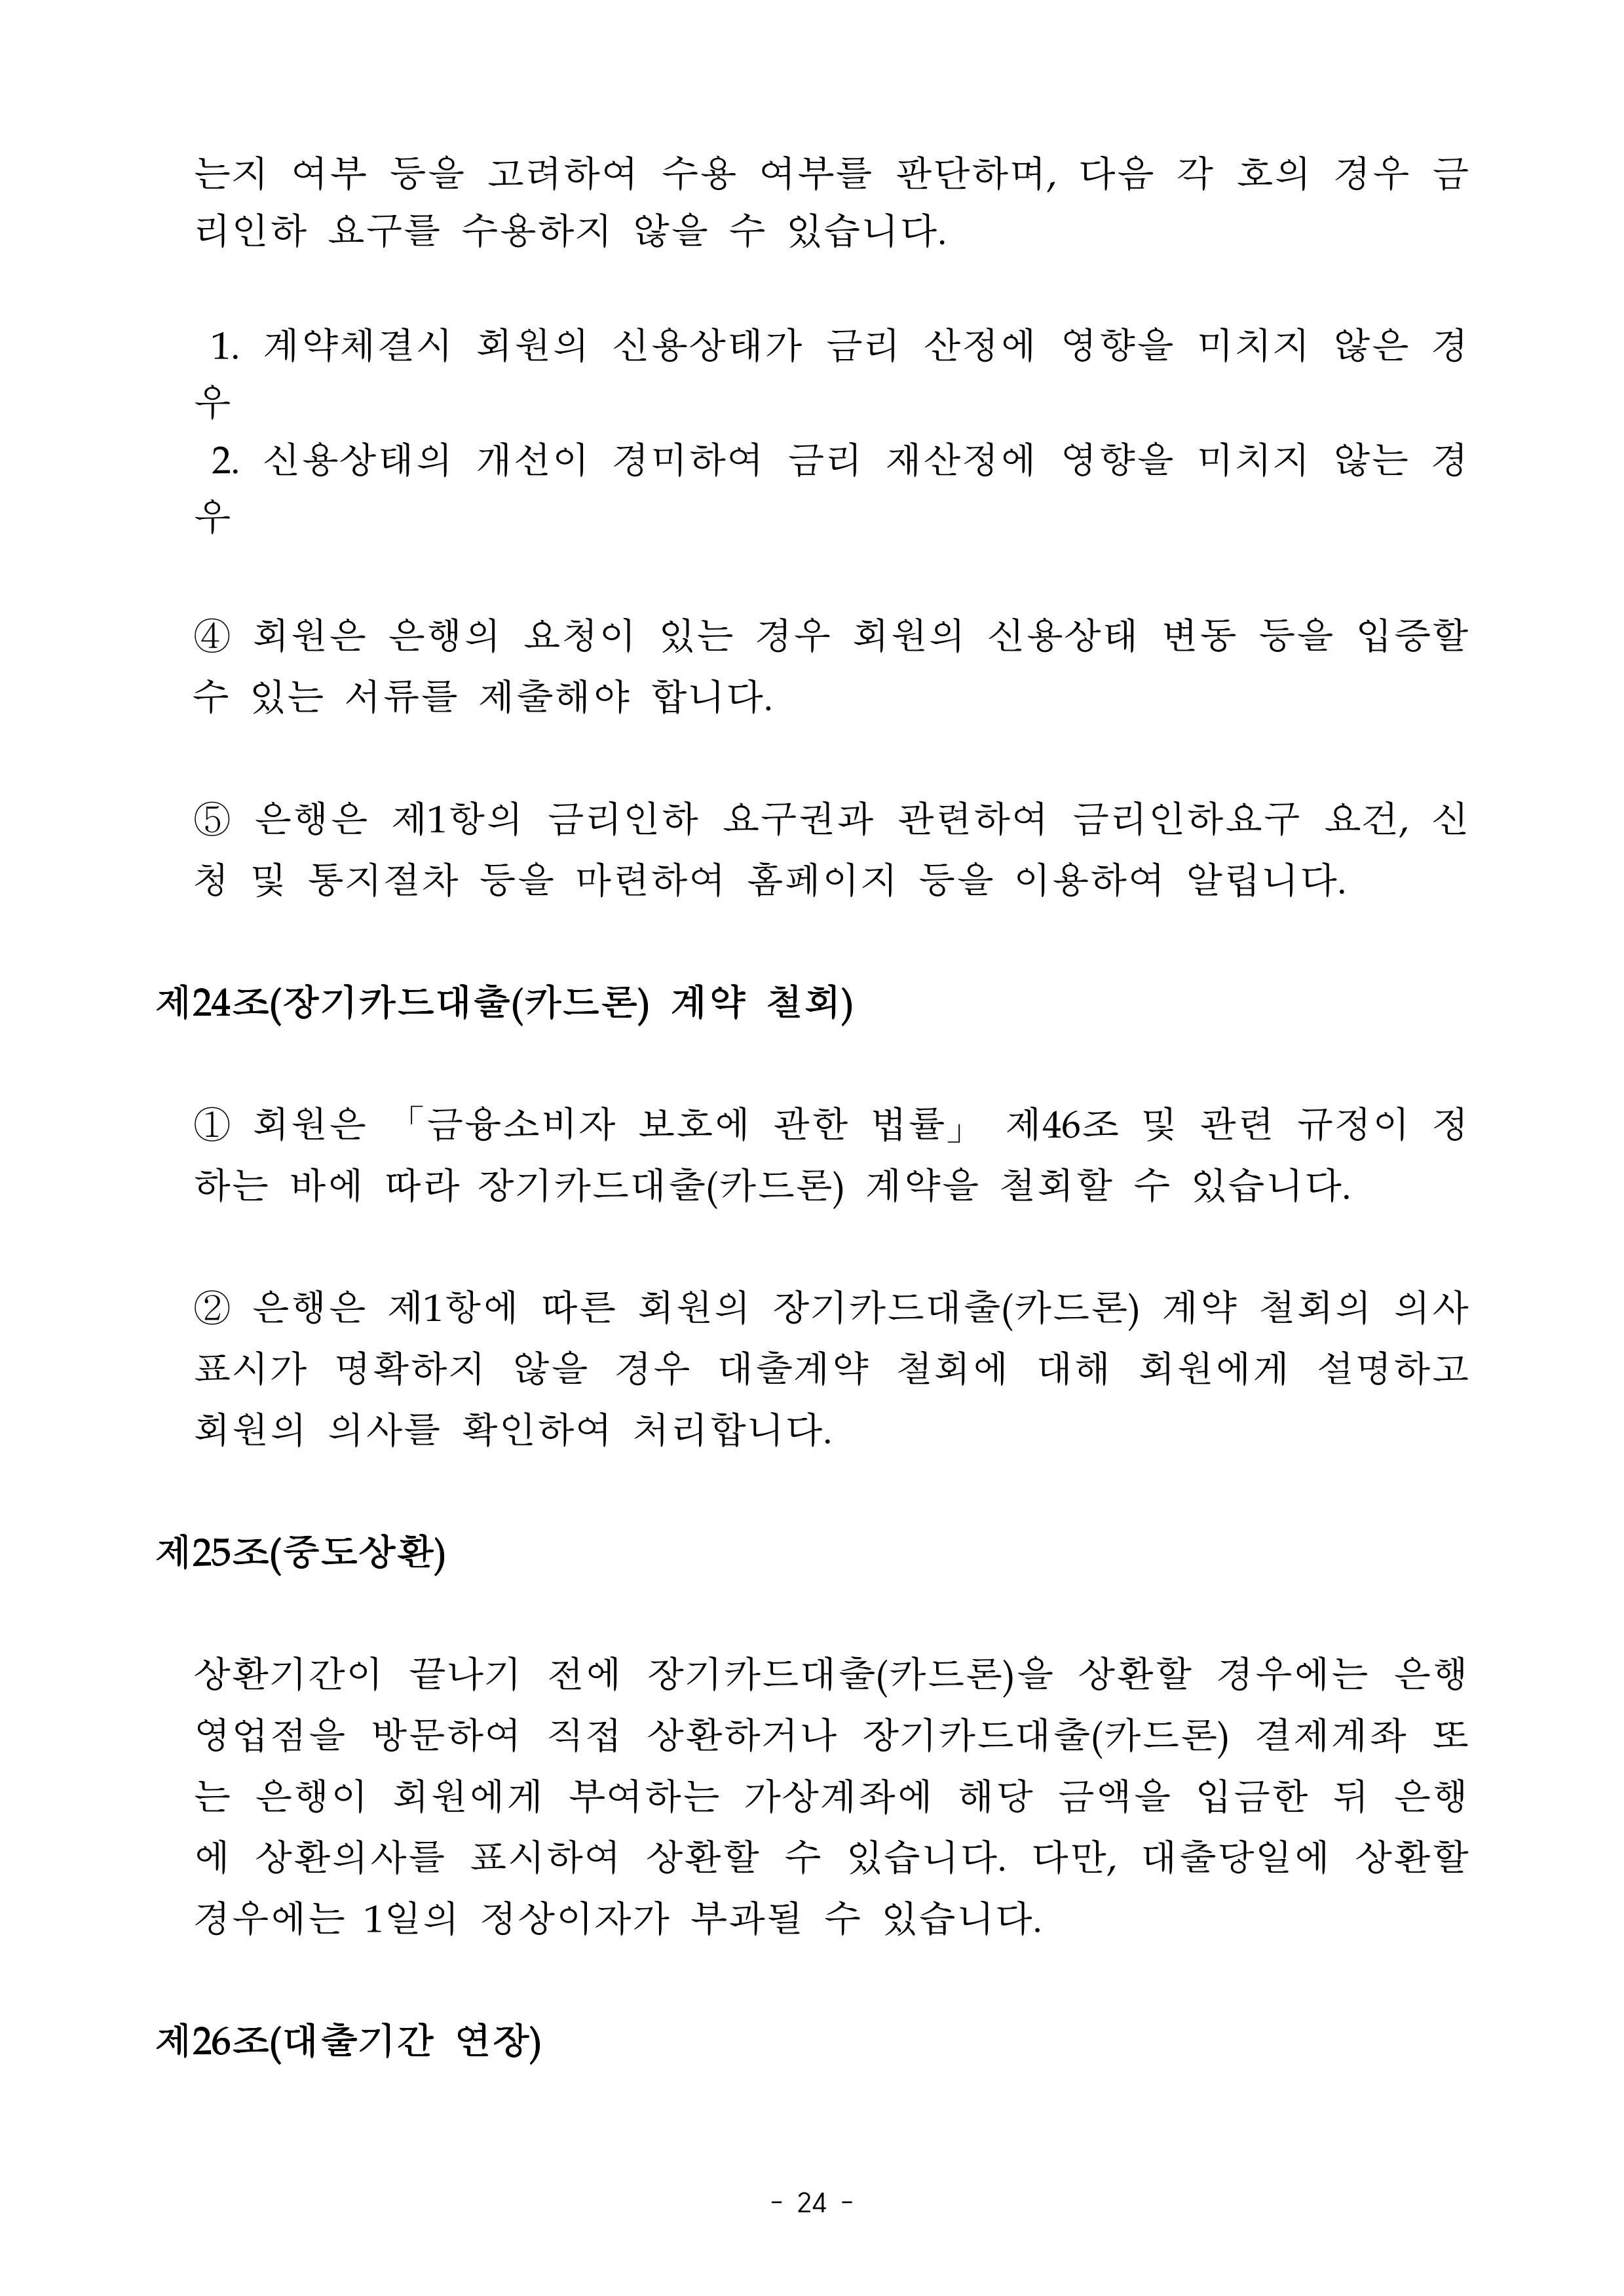 는지 여부 등을 고려하여 수용 여부를 판단하며, 다음 각 호의 경우 금
리인하 요구를 수용하지 않을 수 있습니다.
1. 계약체결시 회원의 신용상태가 금리 산정에 영향을 미치지 않은 경
우
2. 신용상태의 개선이 경미하여 금리 재산정에 영향을 미치지 않는 경
우
④ 회원은 은행의 요청이 있는 경우 회원의 신용상태 변동 등을 입증할
수 있는 서류를 제출해야 합니다.
⑤ 은행은 제1항의 금리인하 요구권과 관련하여 금리인하요구 요건, 신
청 및 통지절차 등을 마련하여 홈페이지 등을 이용하여 알립니다.
제24조(장기카드대출(카드론) 계약 철회)
① 회원은 「금융소비자 보호에 관한 법률」 제46조 및 관련 규정이 정
하는 바에 따라 장기카드대출(카드론) 계약을 철회할 수 있습니다.
② 은행은 제1항에 따른 회원의 장기카드대출(카드론) 계약 철회의 의사
표시가 명확하지 않을 경우 대출계약 철회에 대해 회원에게 설명하고
회원의 의사를 확인하여 처리합니다.
제25조(중도상환)
상환기간이 끝나기 전에 장기카드대출(카드론)을 상환할 경우에는 은행
영업점을 방문하여 직접 상환하거나 장기카드대출(카드론) 결제계좌 또
는 은행이 회원에게 부여하는 가상계좌에 해당 금액을 입금한 뒤 은행
에 상환의사를 표시하여 상환할 수 있습니다. 다만, 대출당일에 상환할
경우에는 1일의 정상이자가 부과될 수 있습니다.
제26조(대출기간 연장)
- 24 -